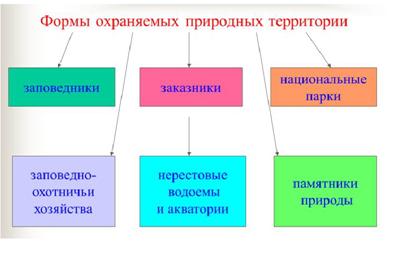 Формы охраняемых природных территории
заповедники
заказники
национальные
парки
заповедно-
охотничьи
хозяйства
нерестовые
водоемы
и акватории
памятники
природы